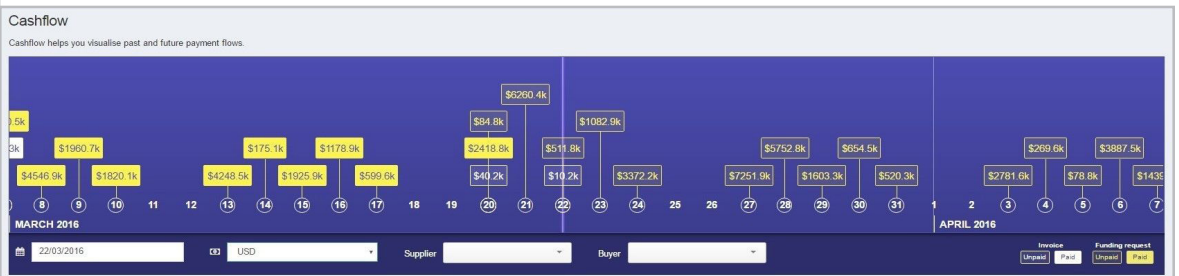 Cashflow
Cashflow helps you visualise past and future payment flows.
$6260.4k
.5k $84.8k $1082.9k
3k $1960.7k $175.1k $1178.9k $2418.8k $511.8k $5752.8k $654.5k $269.6k $3887.5k
$4546.9k $1820.1k $4248.5k $1925.9k $599.6k $40.2k $10.2k $3372.2k $7251.9k $1603.3k $520.3k $2781.6k $78.8k $1439
8 9 10 11 12 13 14 15 16 17 18 19 20 21 22 23 24 25 26 27 28 29 30 31 1 2 3 4 5 6 7
MARCH 2016 APRIL 2016
22/03/2016 USD Supplier Buyer
Invoice Funding request
Unpaid Paid Unpaid Paid